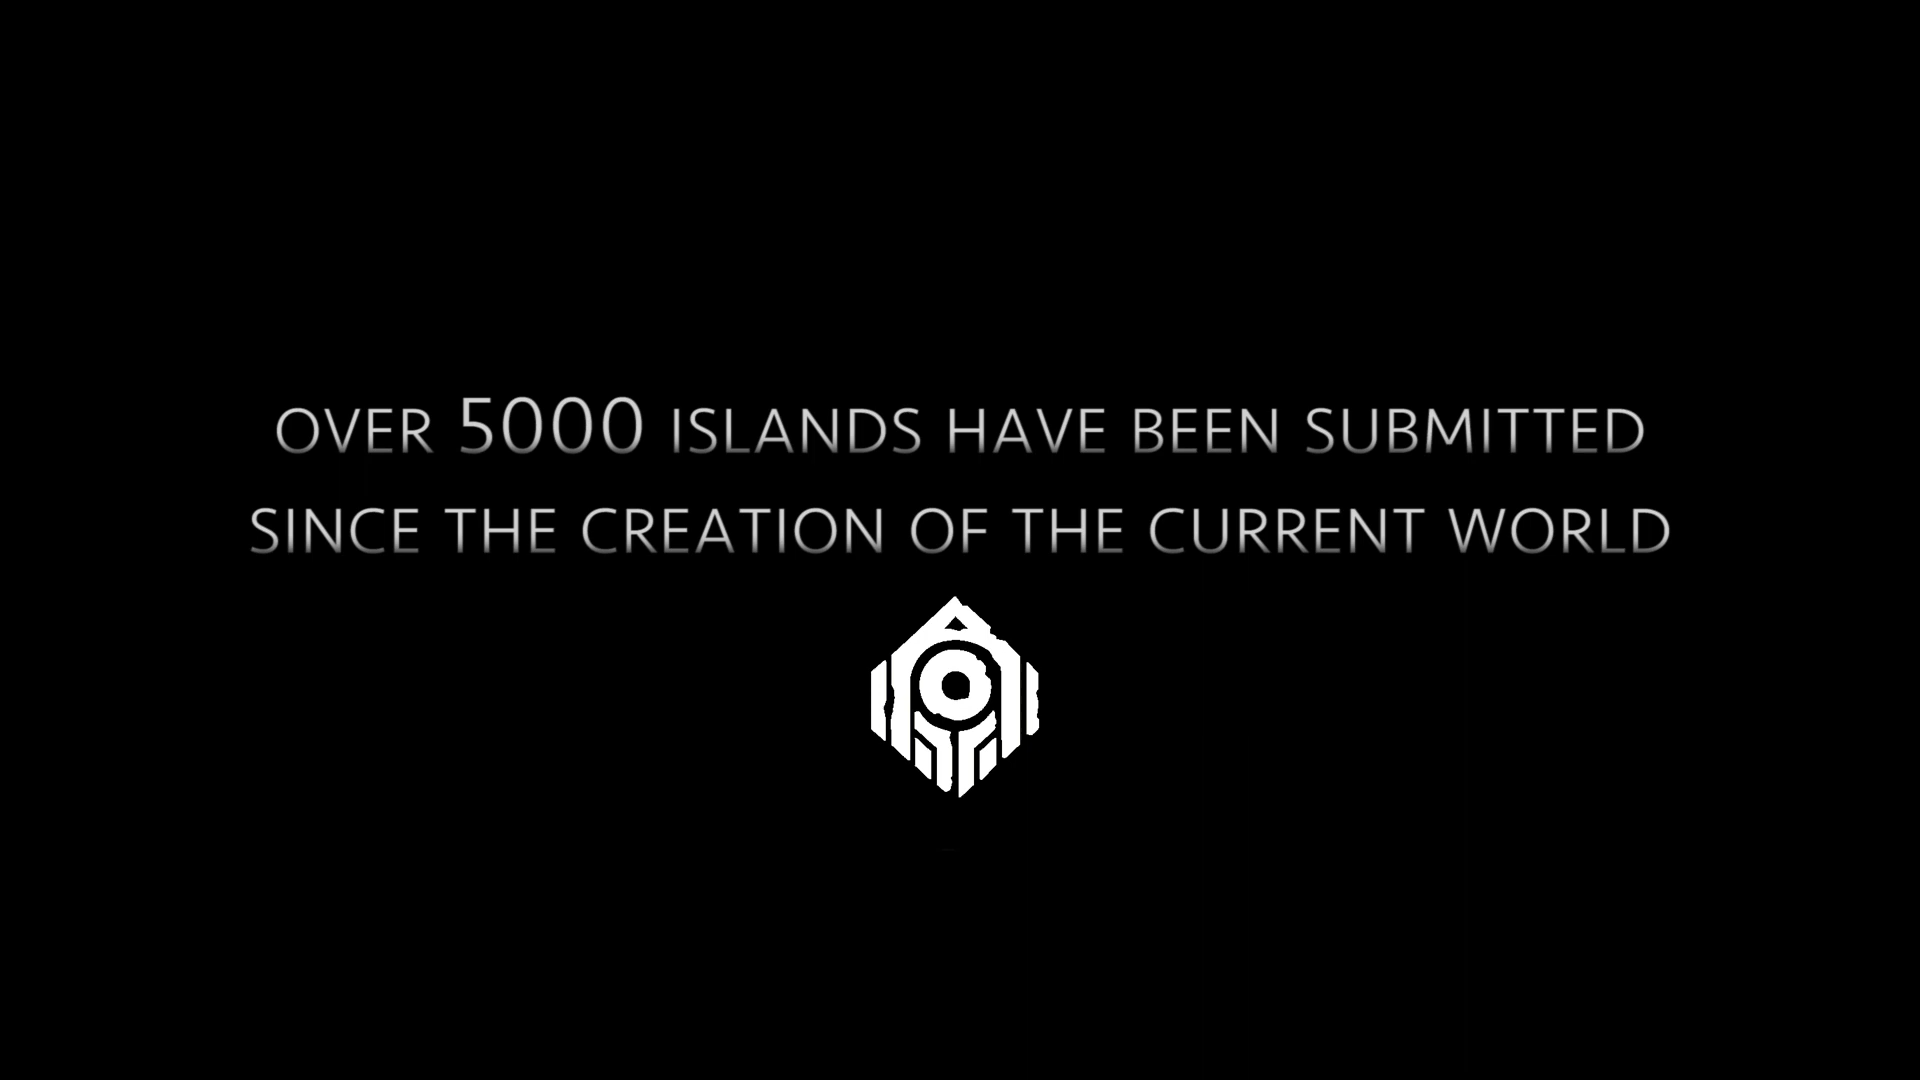 OVER 5000 ISLANDS HAVE BEEN SUBMITTED
SINCE THE CREATION OF THE CURRENT WORLD